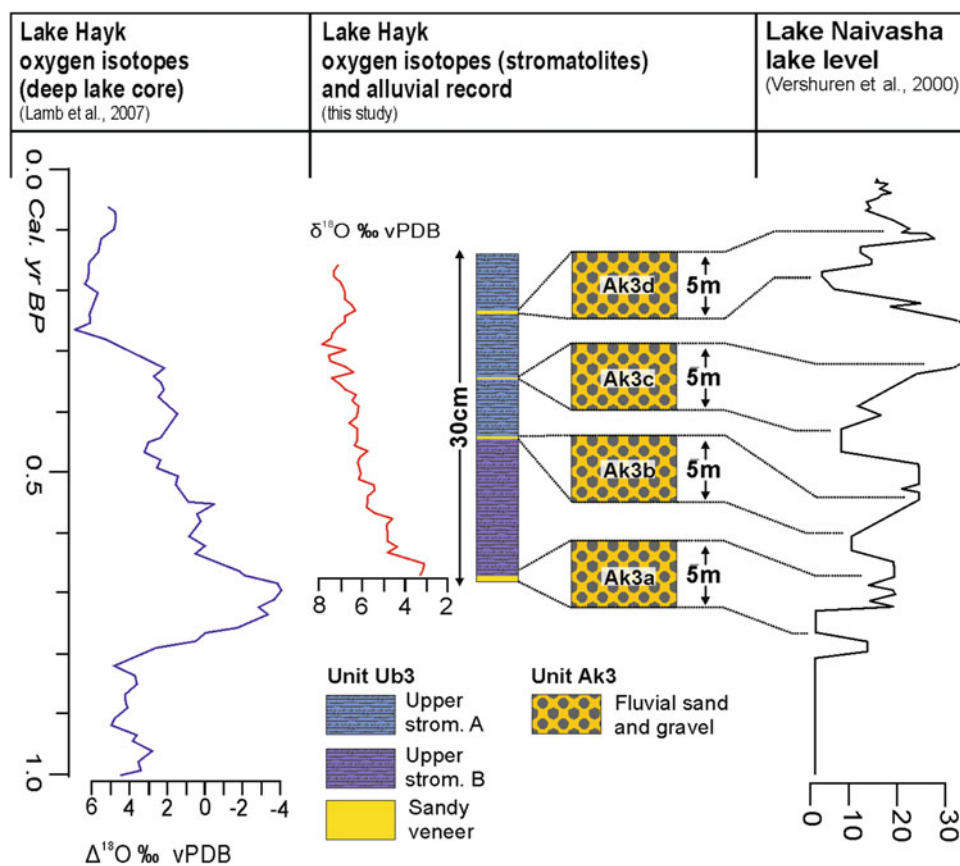 Lake Hayk
oxygen isotopes
(deep lake core)
(Lamb et al., 2007)
Lake Hayk
oxygen isotopes (stromatolites)
and alluvial record
(this study)
Lake Naivasha
lake level
(Vershuren et al., 2000)
0.0 Cal. yr BP
0.5
1.0
6 4 2 0 -2 -4
Δ¹⁸O ‰ vPDB
δ¹⁸O ‰ vPDB
8 6 4 2
30cm
Ak3d
5m
Ak3c
5m
Ak3b
5m
Ak3a
5m
Unit Ub3
Upper
strom. A
Upper
strom. B
Sandy
veneer
Unit Ak3
Fluvial sand
and gravel
0 10 20 30